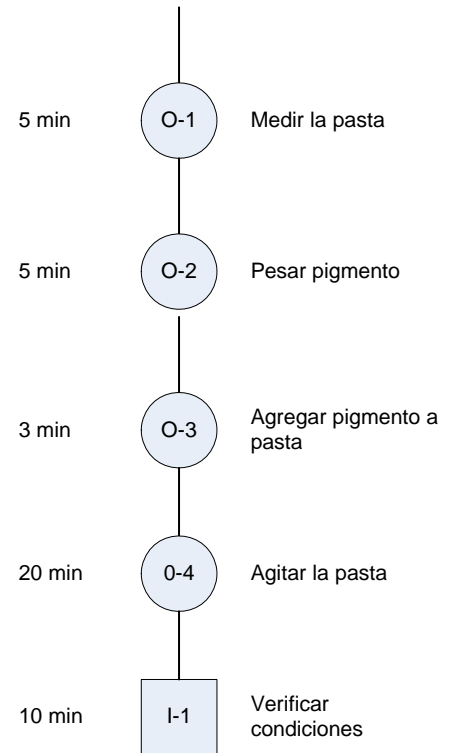 5 min O-1 Medir la pasta
5 min O-2 Pesar pigmento
3 min O-3 Agregar pigmento a
pasta
20 min 0-4 Agitar la pasta
10 min I-1 Verificar
condiciones